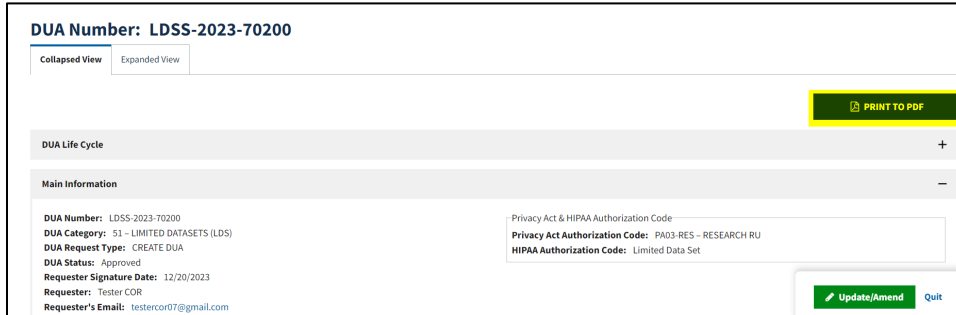 DUA Number: LDSS-2023-70200
Collapsed View Expanded View
PRINT TO PDF
DUA Life Cycle +
Main Information –
DUA Number: LDSS-2023-70200
DUA Category: 51 – LIMITED DATASETS (LDS)
DUA Request Type: CREATE DUA
DUA Status: Approved
Requester Signature Date: 12/20/2023
Requester: Tester COR
Requester's Email: testercor07@gmail.com
Privacy Act & HIPAA Authorization Code
Privacy Act Authorization Code: PA03-RES – RESEARCH RU
HIPAA Authorization Code: Limited Data Set
Update/Amend Quit